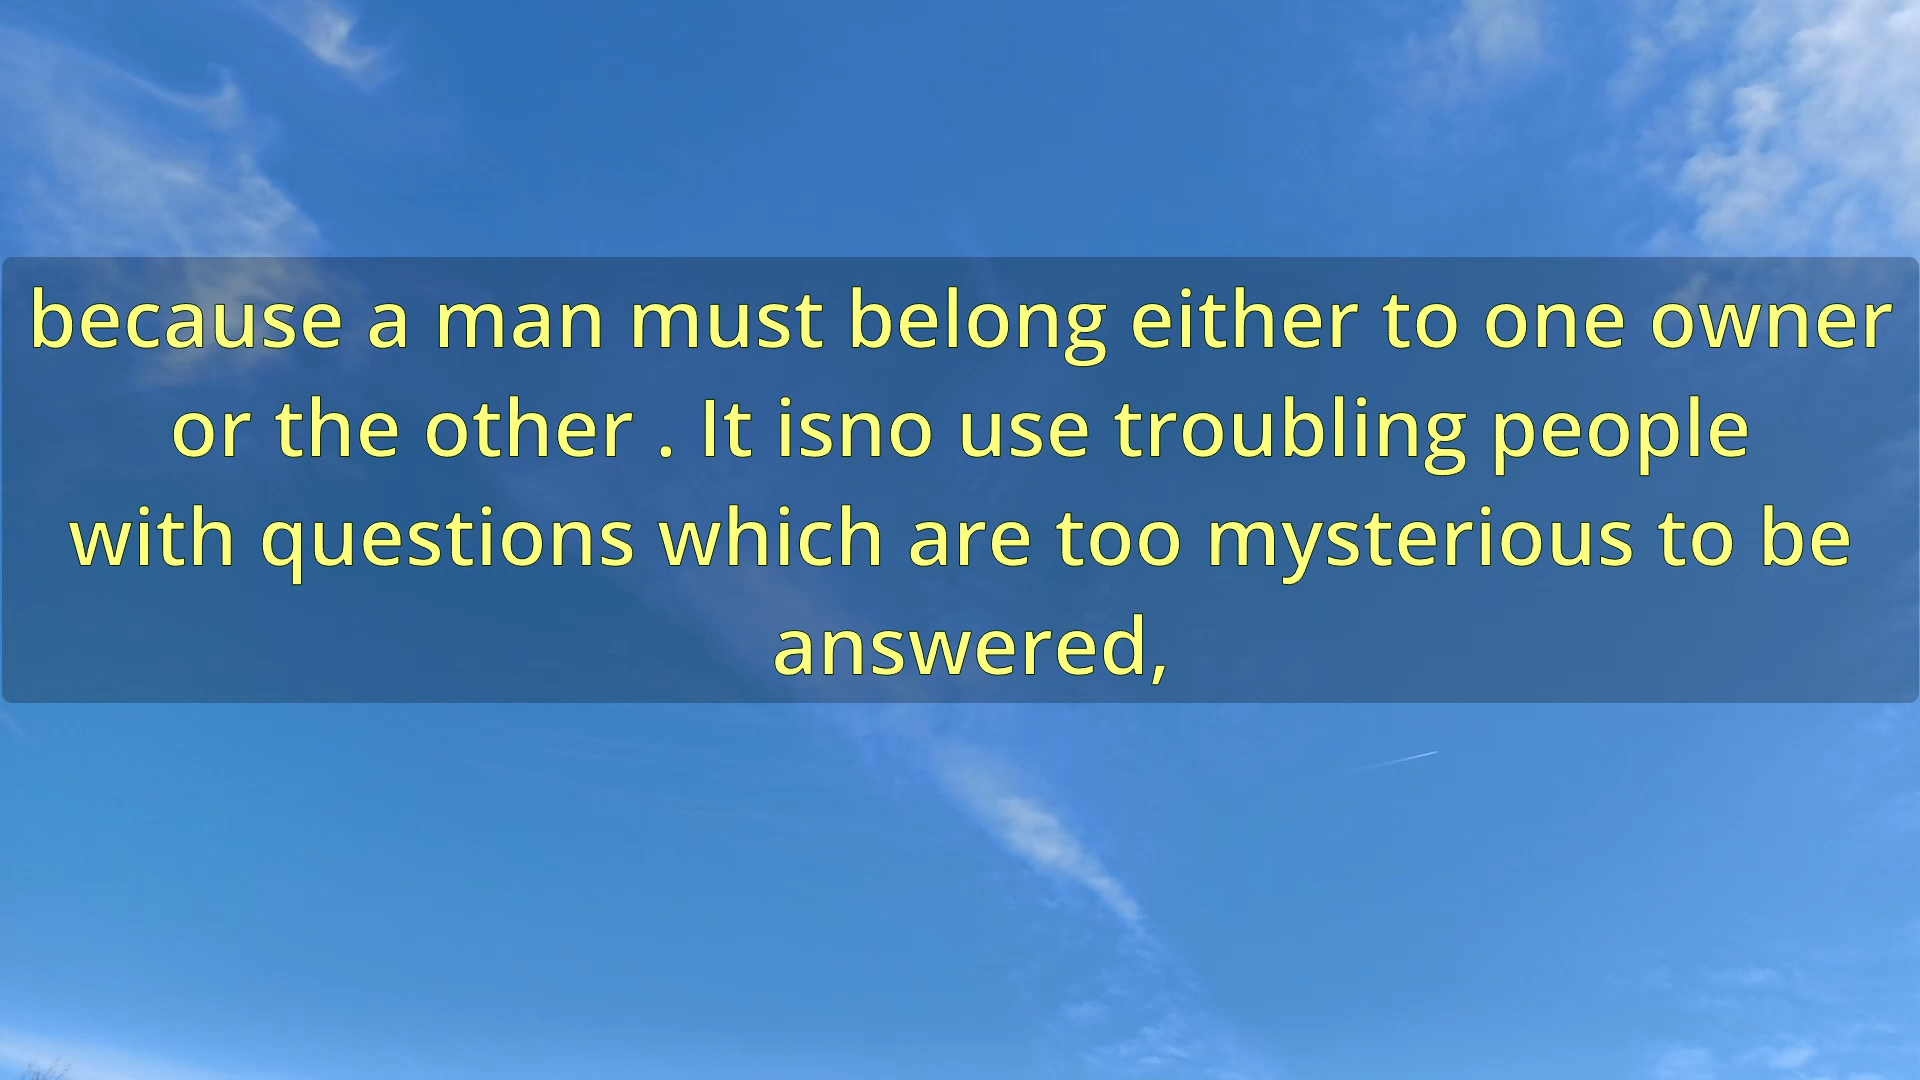 because a man must belong either to one owner
or the other . It isno use troubling people
with questions which are too mysterious to be
answered,